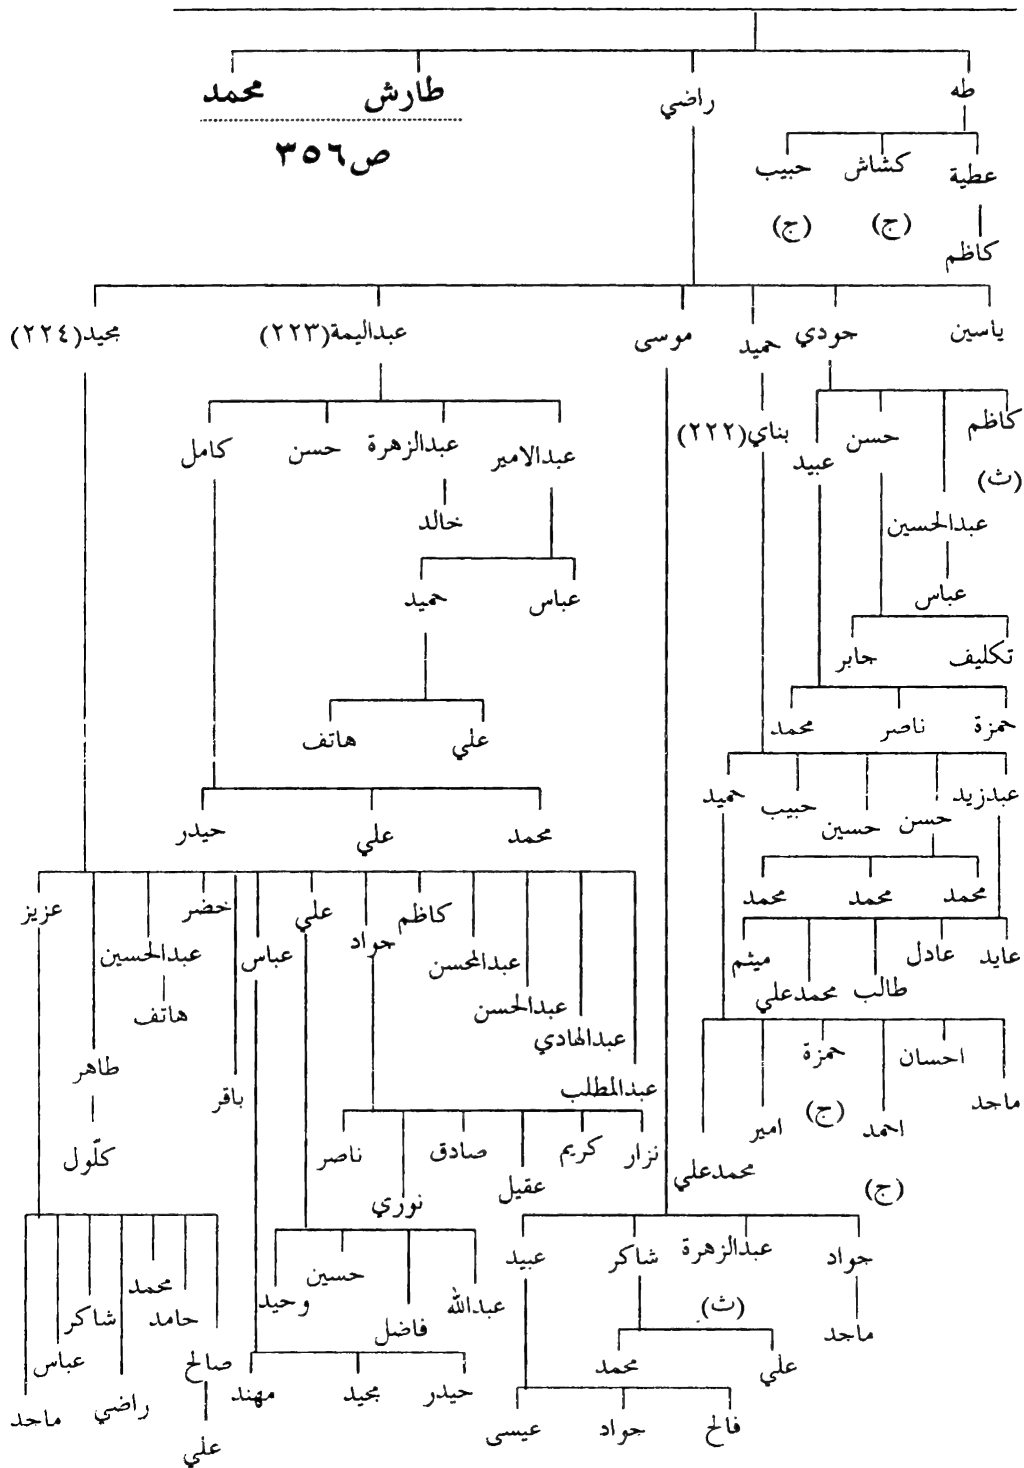 طه راضي طارش محمد
ص٣٥٦
عطية كشاش حبيب
(ج) (ج)
كاظم
ياسين جودي حميد موسى عبداليمة(٢٢٣) مجيد(٢٢٤)
كاظم حسن عبيد بناي(٢٢٢) عبدالامير عبدالزهرة حسن كامل
(ث)
عبدالحسين خالد
عباس عباس حميد
تكليف جابر
حمزة ناصر محمد علي هاتف
عبدزيد حسن حسين حبيب حميد محمد علي حيدر
محمد محمد محمد
كاظم جواد علي عباس خضر عبدالحسين عزيز
عايد عادل طالب محمدعلي ميثم
عبدالمحسن عبدالحسن عبدالهادي عبدالمطلب
هاتف
باقر طاهر
كلّول
ماجد احسان احمد حمزة امير محمدعلي
(ج)
(ج)
نزار كريم عقيل صادق نوري ناصر
جواد عبدالزهرة شاكر عبيد
(ث)
ماجد
علي محمد
فالح جواد عيسى
عبدالله فاضل حسين وحيد
حيدر مجيد مهند
صالح حامد محمد راضي شاكر عباس ماجد
علي